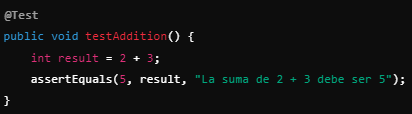 @Test
public void testAddition() {
    int result = 2 + 3;
    assertEquals(5, result, "La suma de 2 + 3 debe ser 5");
}